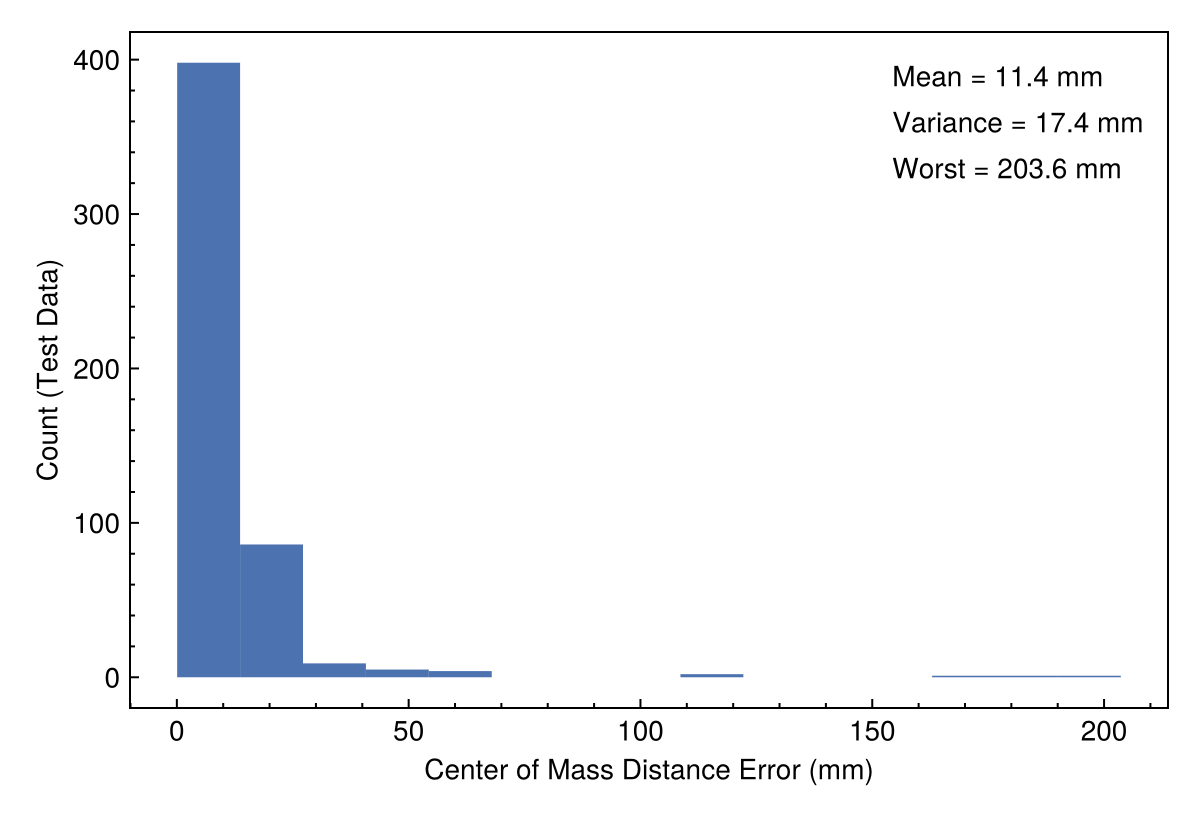 Mean = 11.4 mm
Variance = 17.4 mm
Worst = 203.6 mm
Count (Test Data)
400
300
200
100
0
0 50 100 150 200
Center of Mass Distance Error (mm)